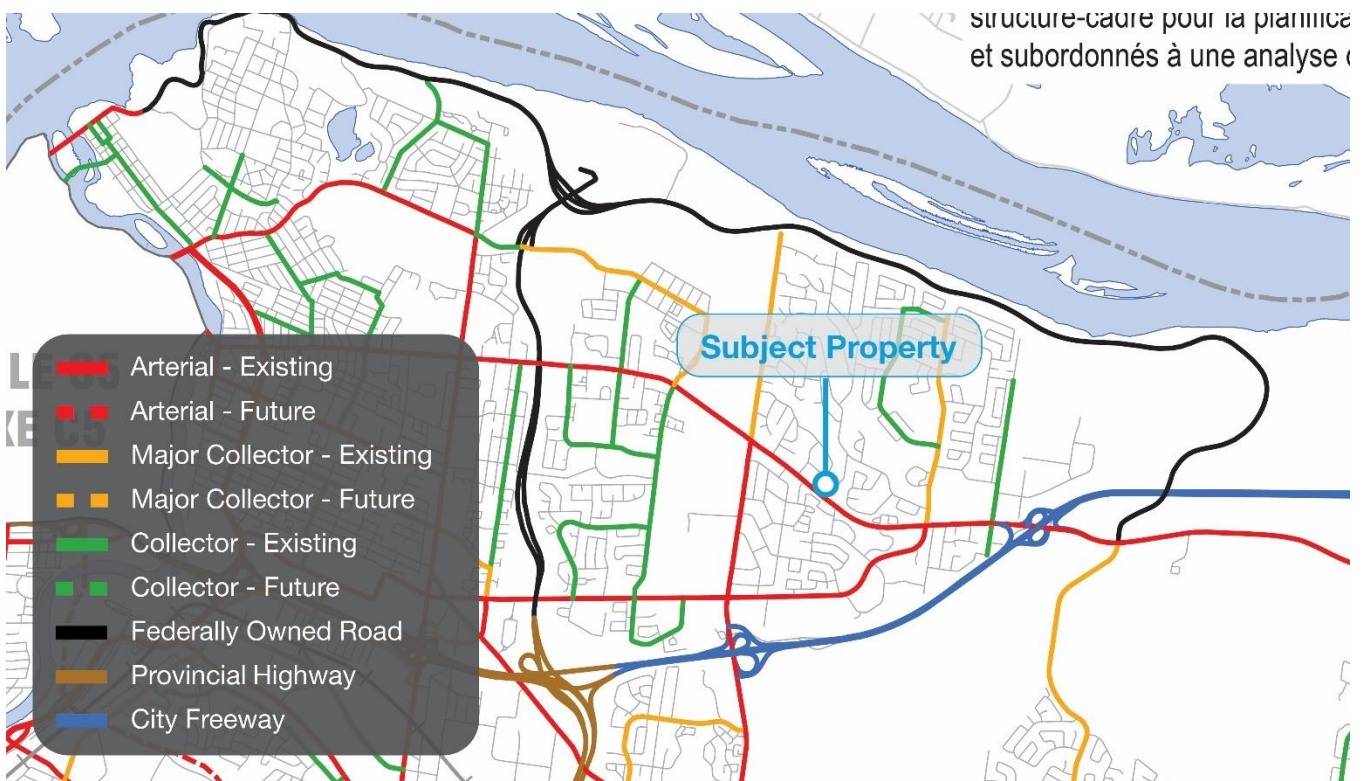 structure-cadre pour la planifica
et subordonnés à une analyse
Subject Property
Arterial - Existing
Arterial - Future
Major Collector - Existing
Major Collector - Future
Collector - Existing
Collector - Future
Federally Owned Road
Provincial Highway
City Freeway